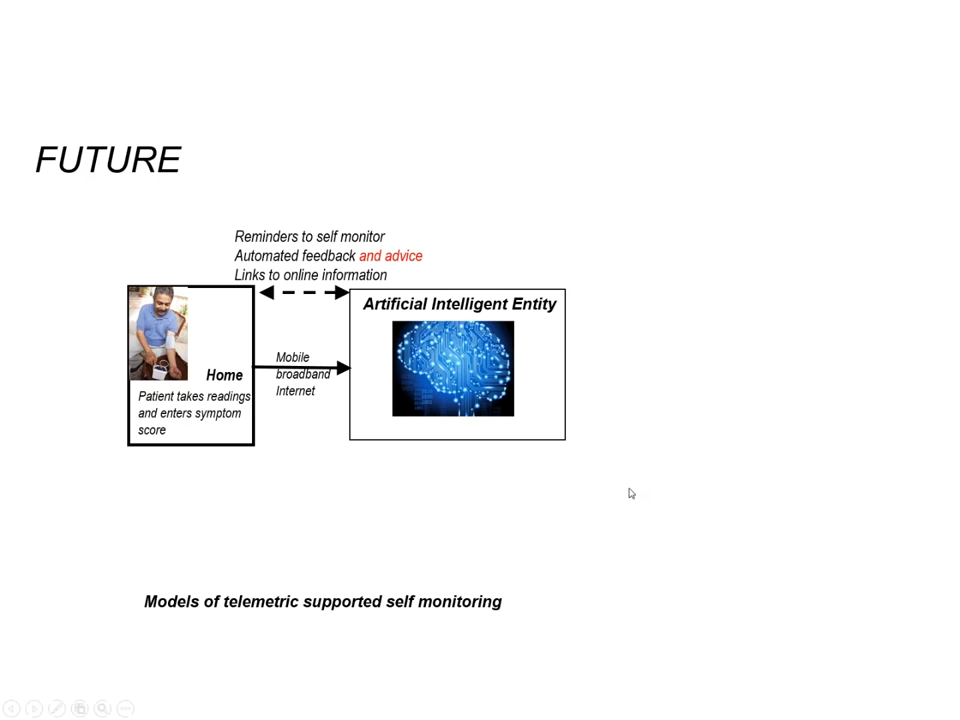 FUTURE
Reminders to self monitor
Automated feedback and advice
Links to online information
Artificial Intelligent Entity
Home
Patient takes readings
and enters symptom
score
Mobile
broadband
Internet
Models of telemetric supported self monitoring